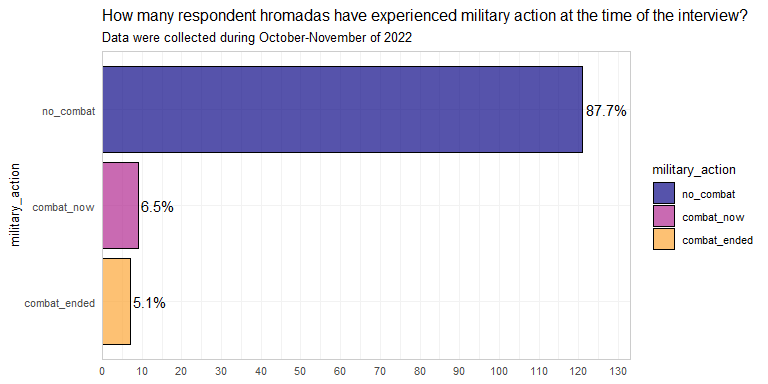 How many respondent hromadas have experienced military action at the time of the interview?
Data were collected during October-November of 2022
military_action
no_combat
87.7%
combat_now
6.5%
combat_ended
5.1%
0 10 20 30 40 50 60 70 80 90 100 110 120 130
military_action
no_combat
combat_now
combat_ended